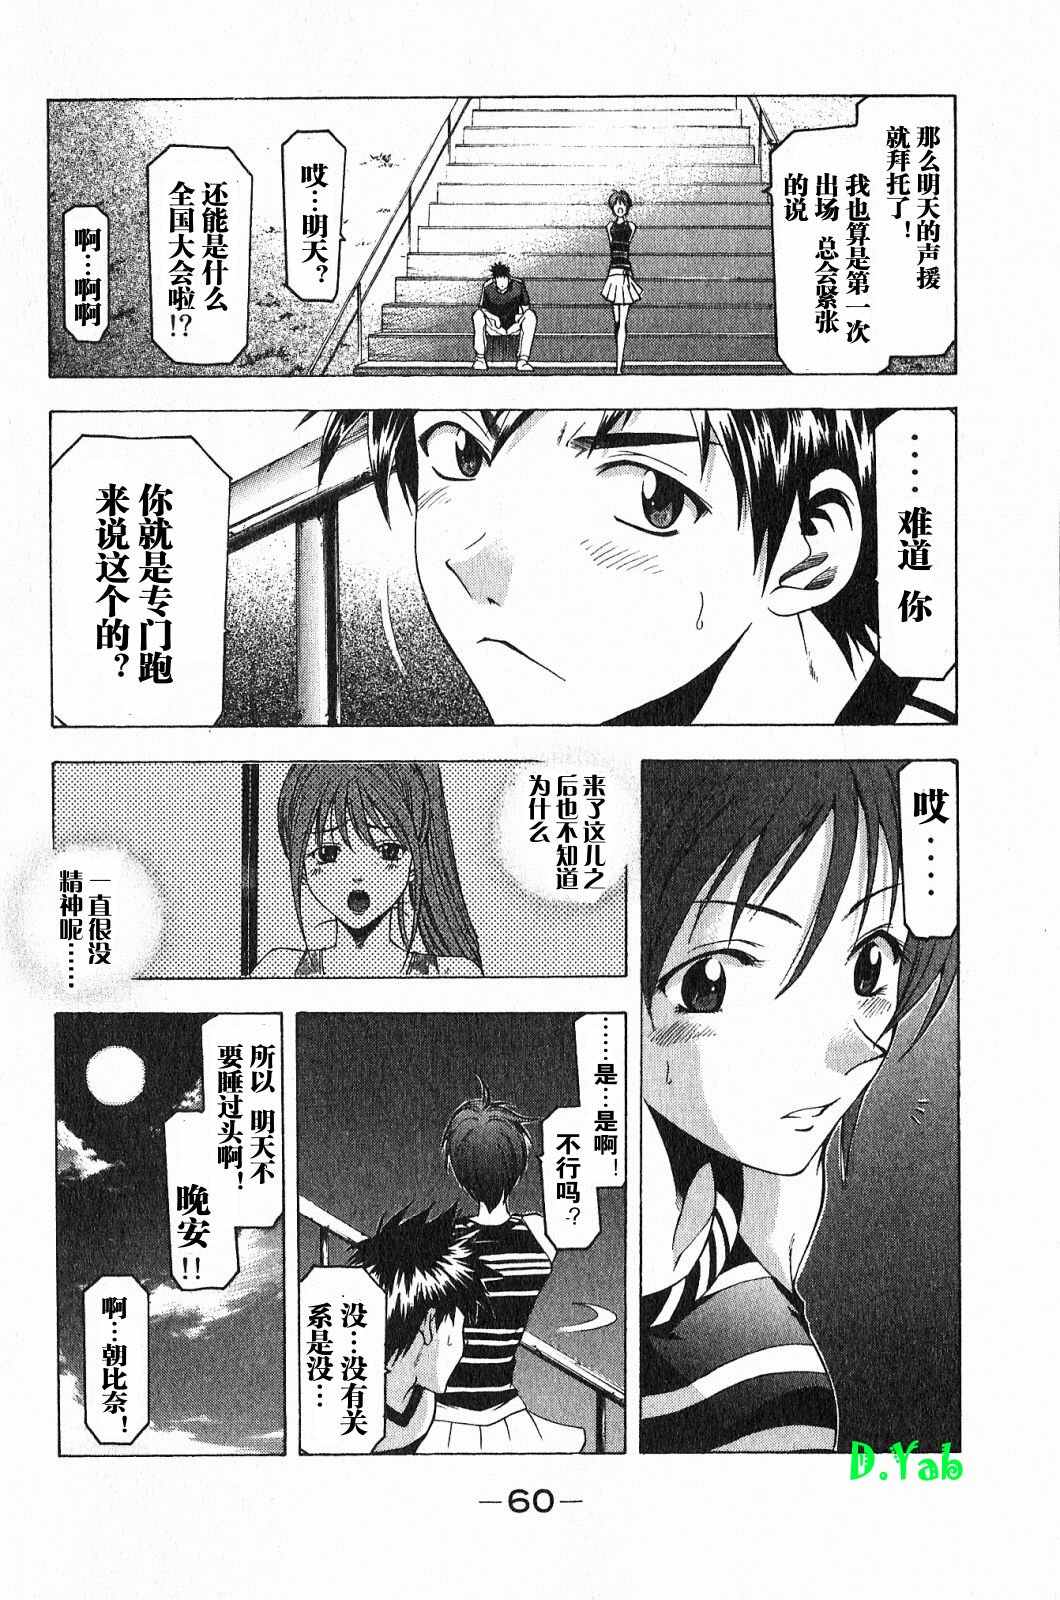 那么明天的声援
就拜托了！
我也算是第一次
出场 总会紧张
的说
哎…明天？
还能是什么
全国大会啦！？
啊…啊啊
……难道 你
你就是专门跑
来说这个的？
哎……
来了这儿之
后也不知道
为什么
一直很没
精神呢……
……是…是啊！
不行吗？
没…没有关
系是没…
所以 明天不
要睡过头啊！
晚安！！
啊…朝比奈！
D.Yab
—60—